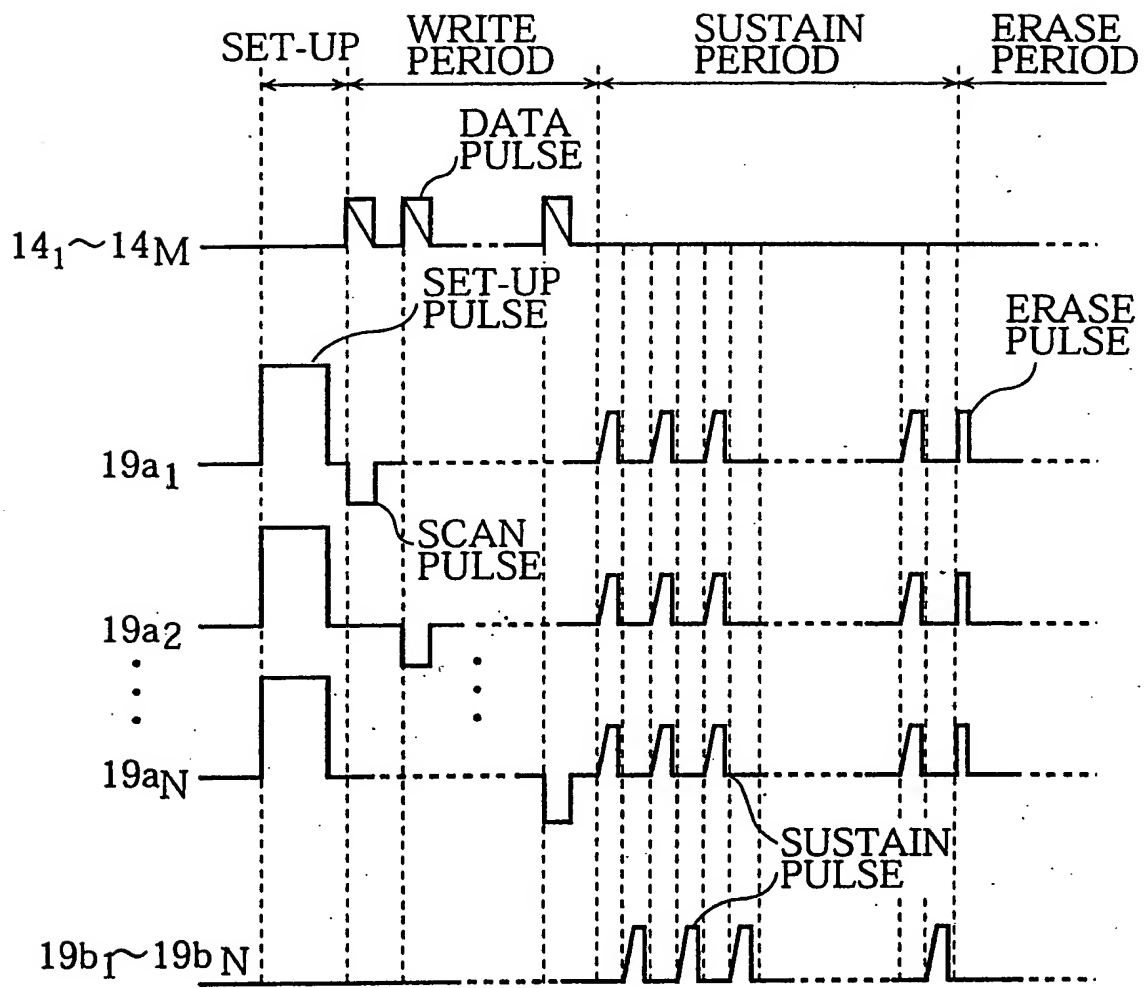 SET-UP
WRITE
PERIOD
SUSTAIN
PERIOD
ERASE
PERIOD
DATA
PULSE
14₁～14M
SET-UP
PULSE
ERASE
PULSE
19a₁
SCAN
PULSE
19a₂
19aN
SUSTAIN
PULSE
19b₁～19bN